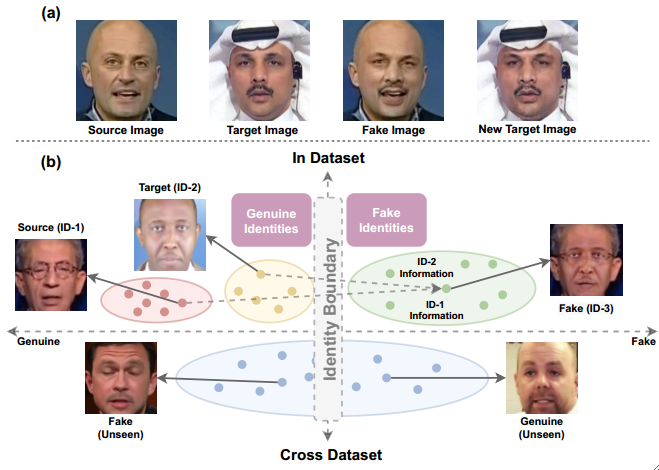 (a)
Source Image
Target Image
Fake Image
New Target Image
(b)
In Dataset
Target (ID-2)
Genuine
Identities
Fake
Identities
Source (ID-1)
ID-2
Information
ID-1
Information
Fake (ID-3)
Identity Boundary
Genuine
Fake
Fake
(Unseen)
Genuine
(Unseen)
Cross Dataset